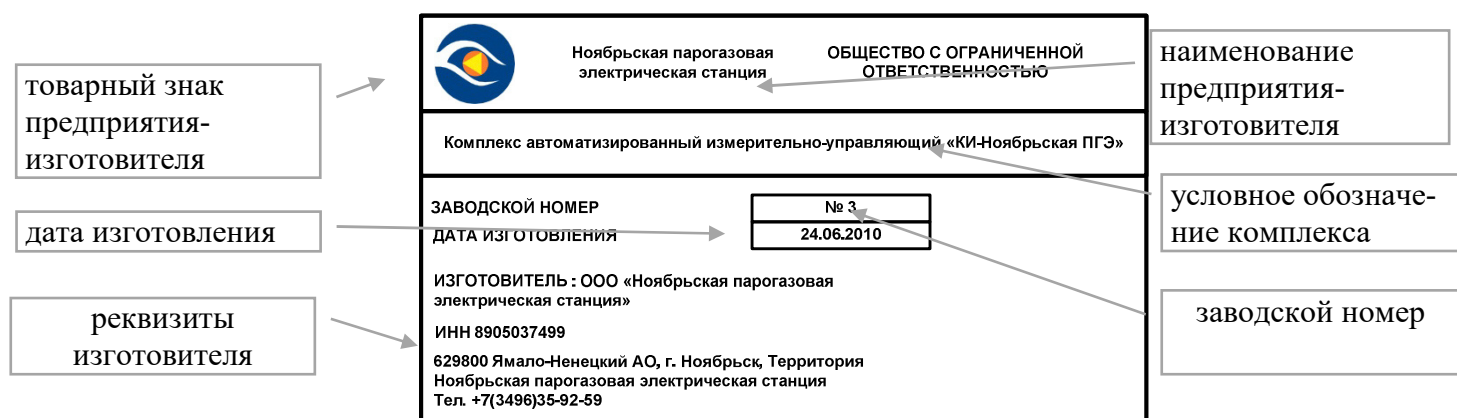 товарный знак
предприятия-
изготовителя
дата изготовления
реквизиты
изготовителя
Ноябрьская парогазовая
электрическая станция
ОБЩЕСТВО С ОГРАНИЧЕННОЙ
ОТВЕТСТВЕННОСТЬЮ
Комплекс автоматизированный измерительно-управляющий «КИ-Ноябрьская ПГЭ»
ЗАВОДСКОЙ НОМЕР
№ 3
ДАТА ИЗГОТОВЛЕНИЯ
24.06.2010
ИЗГОТОВИТЕЛЬ : ООО «Ноябрьская парогазовая
электрическая станция»
ИНН 8905037499
629800 Ямало-Ненецкий АО, г. Ноябрьск, Территория
Ноябрьская парогазовая электрическая станция
Тел. +7(3496)35-92-59
наименование
предприятия-
изготовителя
условное обозначе-
ние комплекса
заводской номер